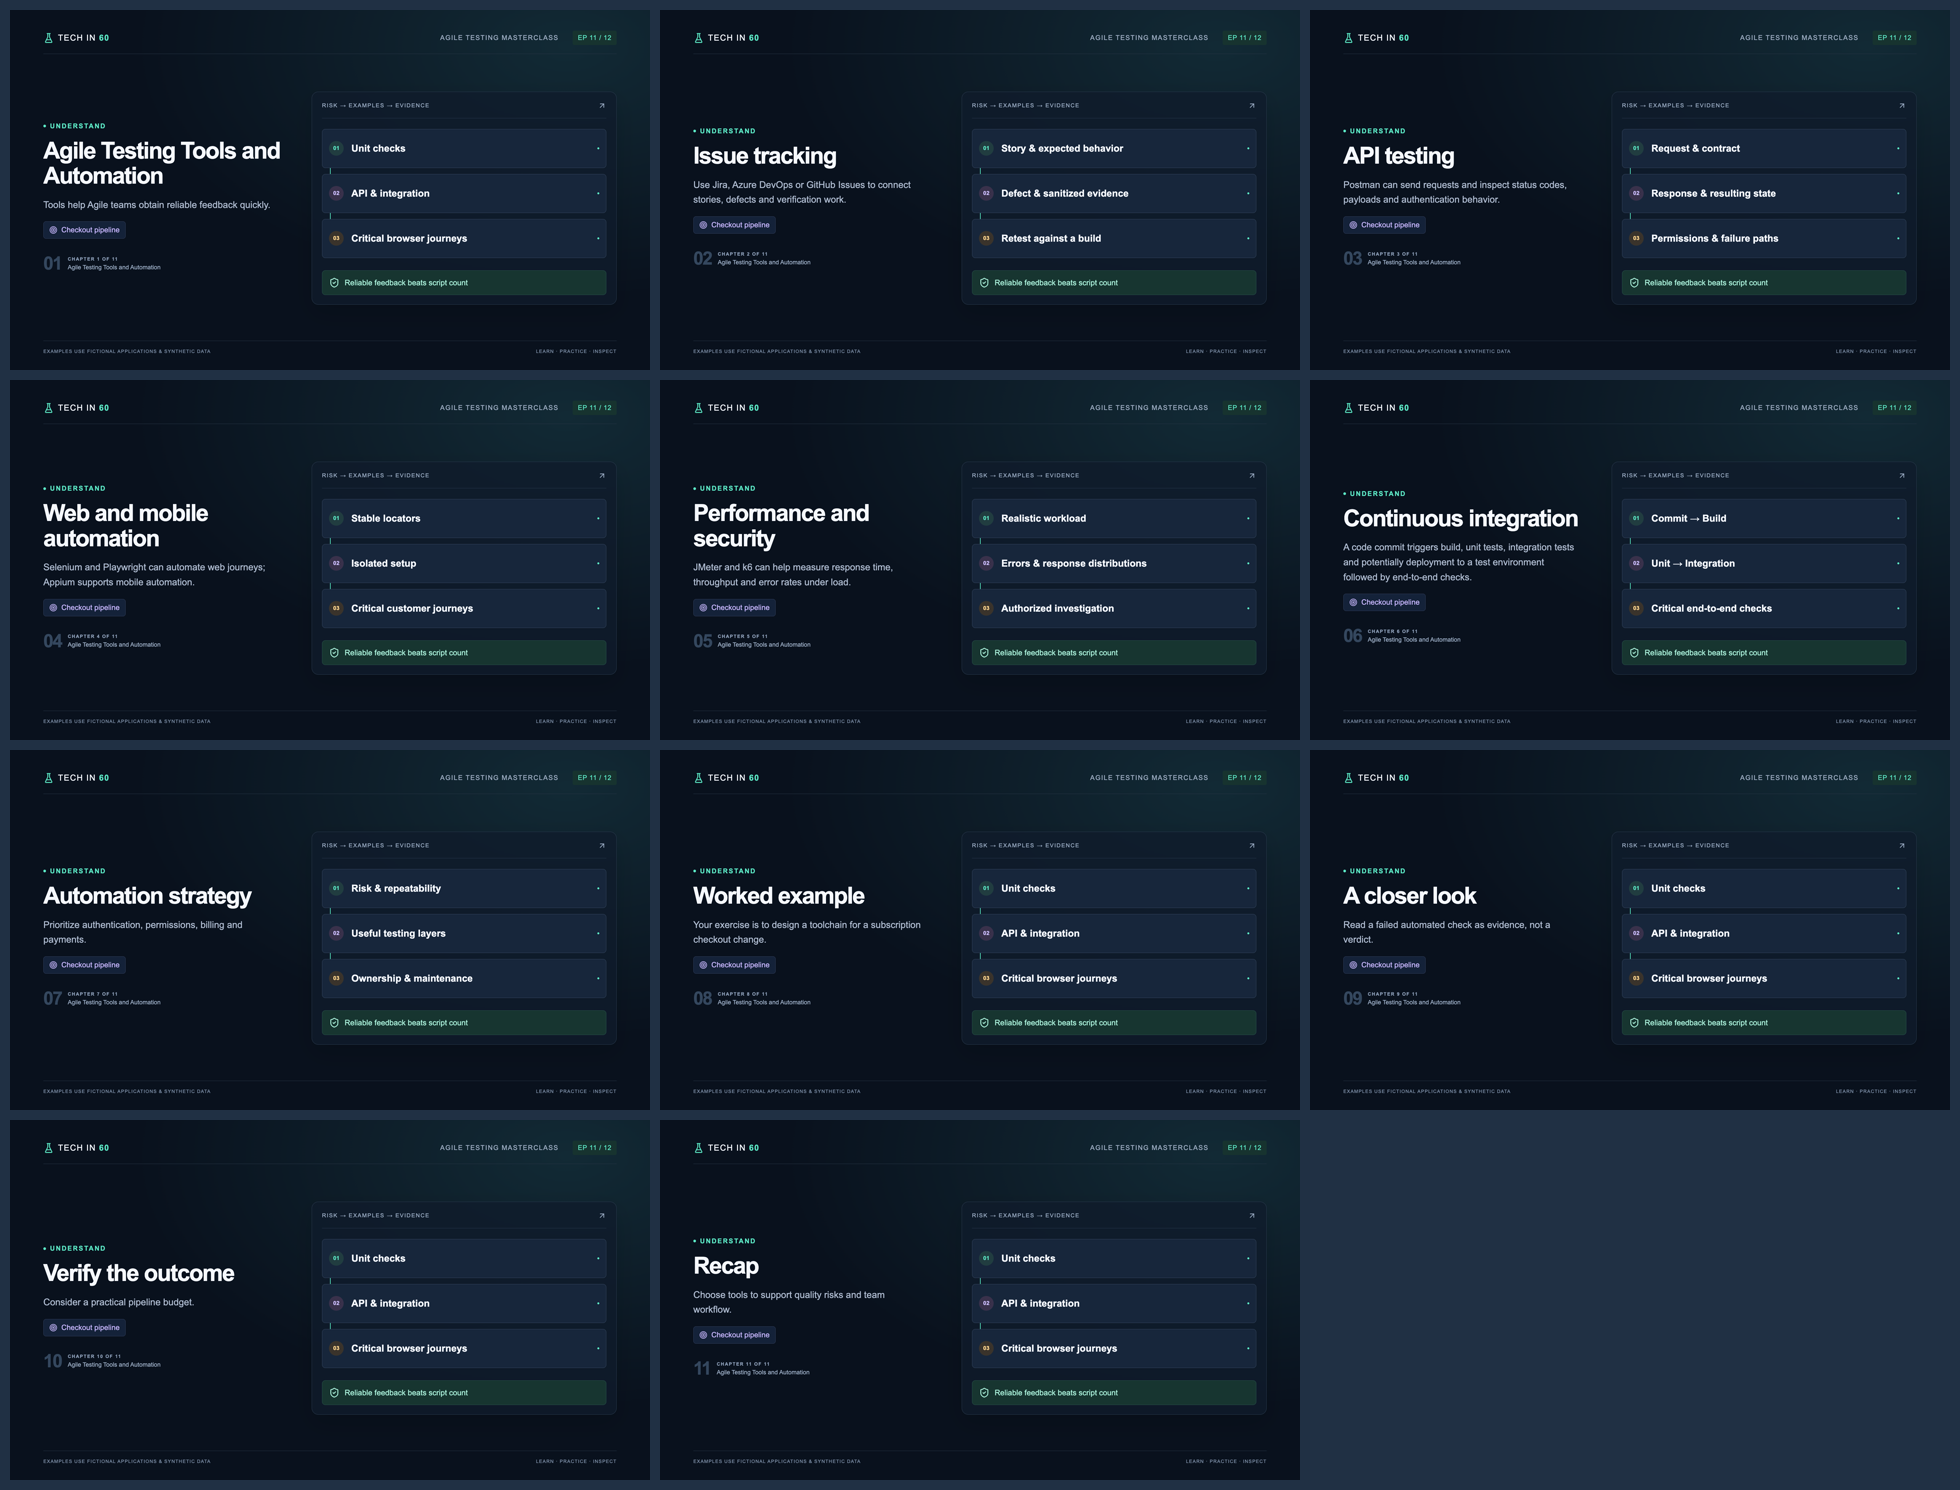 TECH IN 60
AGILE TESTING MASTERCLASS
EP 11 / 12
• UNDERSTAND
Agile Testing Tools and
Automation
Tools help Agile teams obtain reliable feedback quickly.
Checkout pipeline
01
CHAPTER 1 OF 11
Agile Testing Tools and Automation
RISK → EXAMPLES → EVIDENCE
01 Unit checks
02 API & integration
03 Critical browser journeys
Reliable feedback beats script count
EXAMPLES USE FICTIONAL APPLICATIONS & SYNTHETIC DATA
LEARN · PRACTICE · INSPECT
TECH IN 60
AGILE TESTING MASTERCLASS
EP 11 / 12
• UNDERSTAND
Issue tracking
Use Jira, Azure DevOps or GitHub Issues to connect
stories, defects and verification work.
Checkout pipeline
02
CHAPTER 2 OF 11
Agile Testing Tools and Automation
RISK → EXAMPLES → EVIDENCE
01 Story & expected behavior
02 Defect & sanitized evidence
03 Retest against a build
Reliable feedback beats script count
EXAMPLES USE FICTIONAL APPLICATIONS & SYNTHETIC DATA
LEARN · PRACTICE · INSPECT
TECH IN 60
AGILE TESTING MASTERCLASS
EP 11 / 12
• UNDERSTAND
API testing
Postman can send requests and inspect status codes,
payloads and authentication behavior.
Checkout pipeline
03
CHAPTER 3 OF 11
Agile Testing Tools and Automation
RISK → EXAMPLES → EVIDENCE
01 Request & contract
02 Response & resulting state
03 Permissions & failure paths
Reliable feedback beats script count
EXAMPLES USE FICTIONAL APPLICATIONS & SYNTHETIC DATA
LEARN · PRACTICE · INSPECT
TECH IN 60
AGILE TESTING MASTERCLASS
EP 11 / 12
• UNDERSTAND
Web and mobile
automation
Selenium and Playwright can automate web journeys;
Appium supports mobile automation.
Checkout pipeline
04
CHAPTER 4 OF 11
Agile Testing Tools and Automation
RISK → EXAMPLES → EVIDENCE
01 Stable locators
02 Isolated setup
03 Critical customer journeys
Reliable feedback beats script count
EXAMPLES USE FICTIONAL APPLICATIONS & SYNTHETIC DATA
LEARN · PRACTICE · INSPECT
TECH IN 60
AGILE TESTING MASTERCLASS
EP 11 / 12
• UNDERSTAND
Performance and
security
JMeter and k6 can help measure response time,
throughput and error rates under load.
Checkout pipeline
05
CHAPTER 5 OF 11
Agile Testing Tools and Automation
RISK → EXAMPLES → EVIDENCE
01 Realistic workload
02 Errors & response distributions
03 Authorized investigation
Reliable feedback beats script count
EXAMPLES USE FICTIONAL APPLICATIONS & SYNTHETIC DATA
LEARN · PRACTICE · INSPECT
TECH IN 60
AGILE TESTING MASTERCLASS
EP 11 / 12
• UNDERSTAND
Continuous integration
A code commit triggers build, unit tests, integration tests
and potentially deployment to a test environment
followed by end-to-end checks.
Checkout pipeline
06
CHAPTER 6 OF 11
Agile Testing Tools and Automation
RISK → EXAMPLES → EVIDENCE
01 Commit → Build
02 Unit → Integration
03 Critical end-to-end checks
Reliable feedback beats script count
EXAMPLES USE FICTIONAL APPLICATIONS & SYNTHETIC DATA
LEARN · PRACTICE · INSPECT
TECH IN 60
AGILE TESTING MASTERCLASS
EP 11 / 12
• UNDERSTAND
Automation strategy
Prioritize authentication, permissions, billing and
payments.
Checkout pipeline
07
CHAPTER 7 OF 11
Agile Testing Tools and Automation
RISK → EXAMPLES → EVIDENCE
01 Risk & repeatability
02 Useful testing layers
03 Ownership & maintenance
Reliable feedback beats script count
EXAMPLES USE FICTIONAL APPLICATIONS & SYNTHETIC DATA
LEARN · PRACTICE · INSPECT
TECH IN 60
AGILE TESTING MASTERCLASS
EP 11 / 12
• UNDERSTAND
Worked example
Your exercise is to design a toolchain for a subscription
checkout change.
Checkout pipeline
08
CHAPTER 8 OF 11
Agile Testing Tools and Automation
RISK → EXAMPLES → EVIDENCE
01 Unit checks
02 API & integration
03 Critical browser journeys
Reliable feedback beats script count
EXAMPLES USE FICTIONAL APPLICATIONS & SYNTHETIC DATA
LEARN · PRACTICE · INSPECT
TECH IN 60
AGILE TESTING MASTERCLASS
EP 11 / 12
• UNDERSTAND
A closer look
Read a failed automated check as evidence, not a
verdict.
Checkout pipeline
09
CHAPTER 9 OF 11
Agile Testing Tools and Automation
RISK → EXAMPLES → EVIDENCE
01 Unit checks
02 API & integration
03 Critical browser journeys
Reliable feedback beats script count
EXAMPLES USE FICTIONAL APPLICATIONS & SYNTHETIC DATA
LEARN · PRACTICE · INSPECT
TECH IN 60
AGILE TESTING MASTERCLASS
EP 11 / 12
• UNDERSTAND
Verify the outcome
Consider a practical pipeline budget.
Checkout pipeline
10
CHAPTER 10 OF 11
Agile Testing Tools and Automation
RISK → EXAMPLES → EVIDENCE
01 Unit checks
02 API & integration
03 Critical browser journeys
Reliable feedback beats script count
EXAMPLES USE FICTIONAL APPLICATIONS & SYNTHETIC DATA
LEARN · PRACTICE · INSPECT
TECH IN 60
AGILE TESTING MASTERCLASS
EP 11 / 12
• UNDERSTAND
Recap
Choose tools to support quality risks and team
workflow.
Checkout pipeline
11
CHAPTER 11 OF 11
Agile Testing Tools and Automation
RISK → EXAMPLES → EVIDENCE
01 Unit checks
02 API & integration
03 Critical browser journeys
Reliable feedback beats script count
EXAMPLES USE FICTIONAL APPLICATIONS & SYNTHETIC DATA
LEARN · PRACTICE · INSPECT